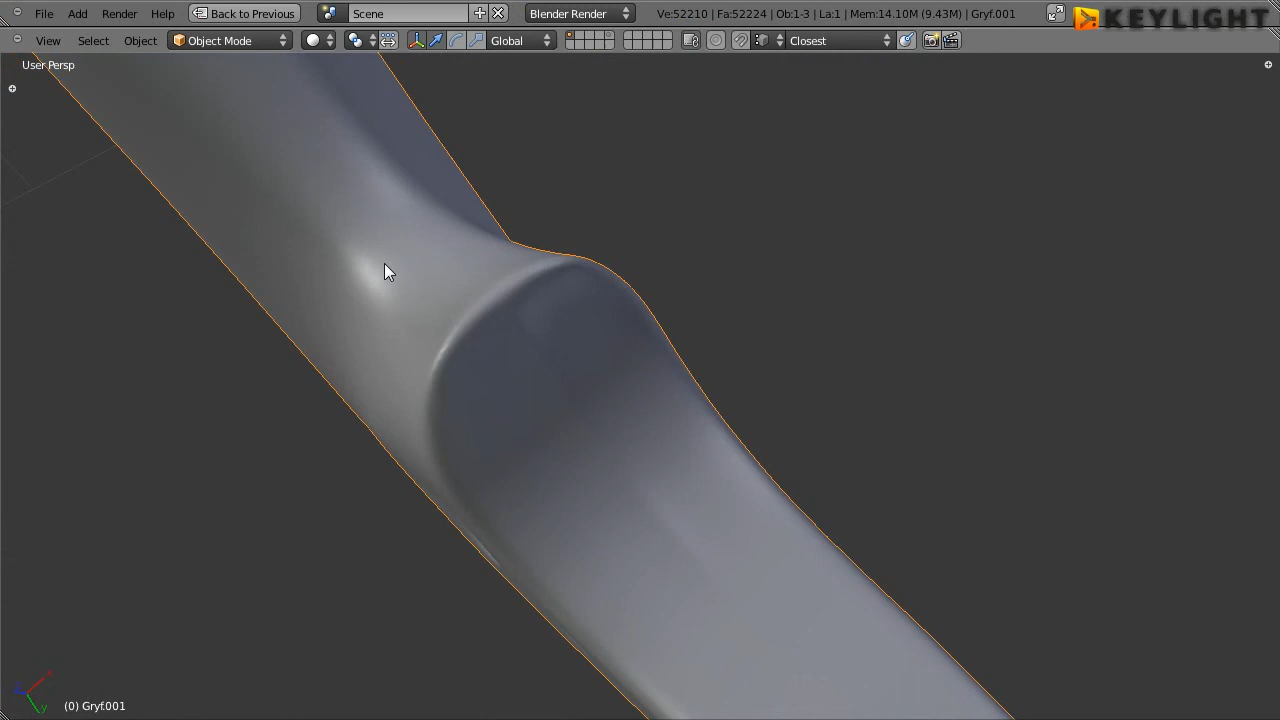 File Add Render Help Back to Previous Scene Blender Render Ve:52210 | Fa:52224 | Ob:1-3 | La:1 | Mem:14.10M (9.43M) | Gryf.001 KEYLIGHT
View Select Object Object Mode Global Closest
User Persp
x
y
(0) Gryf.001